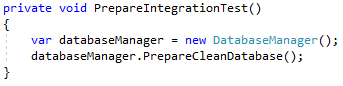 private void PrepareIntegrationTest()
{
    var databaseManager = new DatabaseManager();
    databaseManager.PrepareCleanDatabase();
}